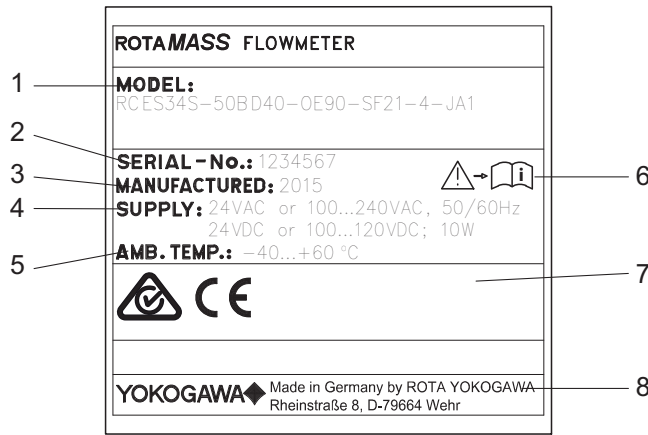 ROTAMASS FLOWMETER
1 MODEL:
RCES34S-50BD40-0E90-SF21-4-JA1
2 SERIAL-No.: 1234567
3 MANUFACTURED: 2015
4 SUPPLY: 24VAC or 100...240VAC, 50/60Hz
24VDC or 100...120VDC; 10W
5 AMB. TEMP.: -40...+60 °C
6
7
CE
YOKOGAWA Made in Germany by ROTA YOKOGAWA 8
Rheinstraße 8, D-79664 Wehr